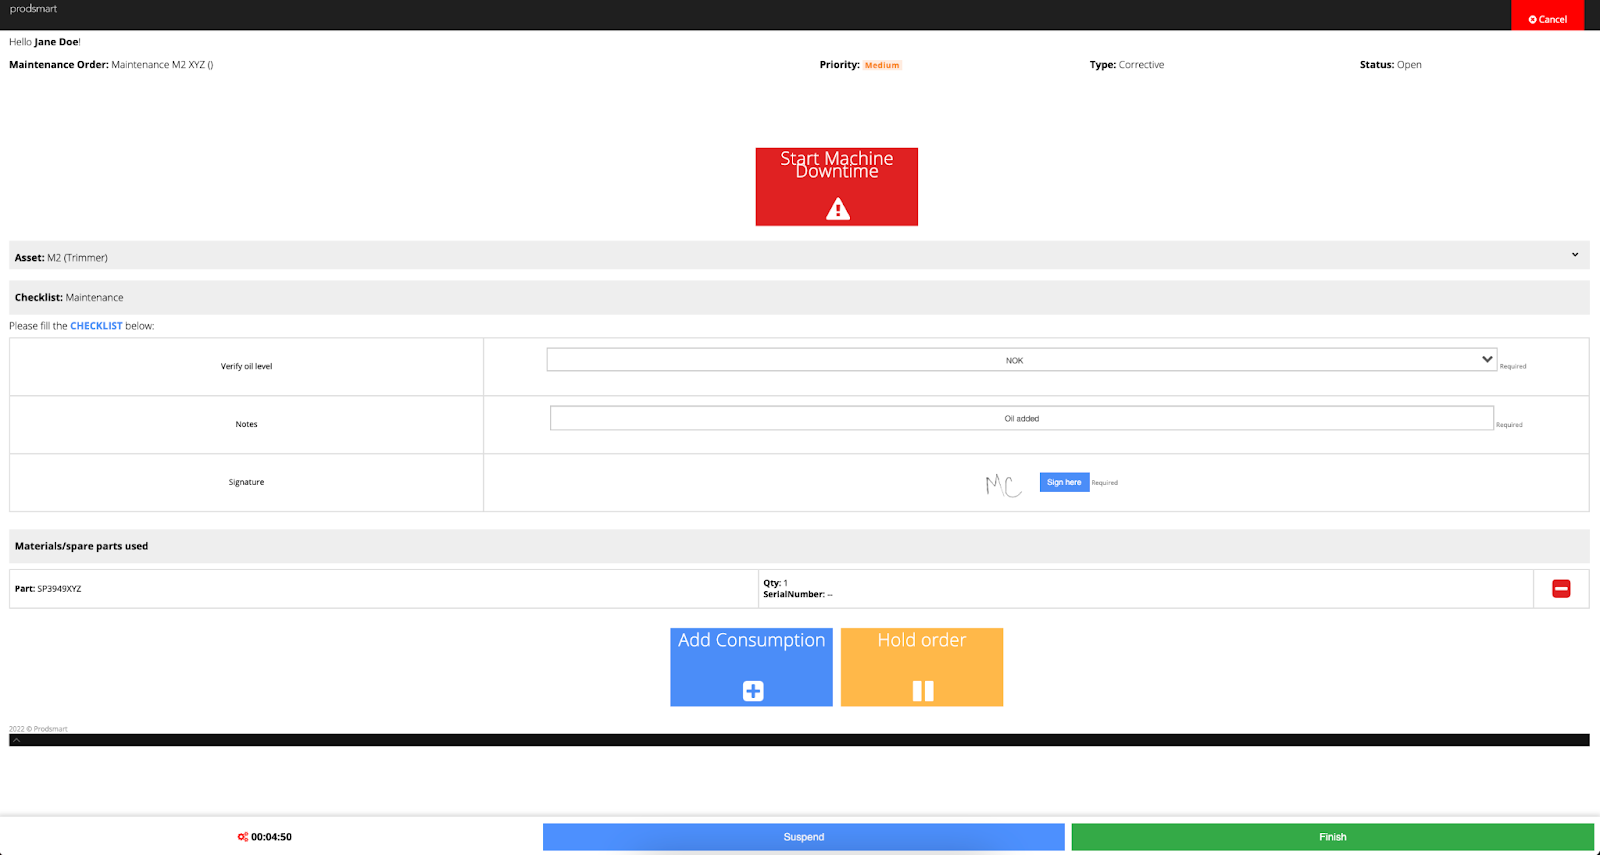 prodsmart
Cancel
Hello Jane Doe!
Maintenance Order: Maintenance M2 XYZ ()
Priority: Medium
Type: Corrective
Status: Open
Start Machine
Downtime
Asset: M2 (Trimmer)
Checklist: Maintenance
Please fill the CHECKLIST below:
Verify oil level
NOK
Required
Notes
Oil added
Required
Signature
MC
Sign here
Required
Materials/spare parts used
Part: SP3949XYZ
Qty: 1
SerialNumber: --
Add Consumption
Hold order
2022 © Prodsmart
00:04:50
Suspend
Finish